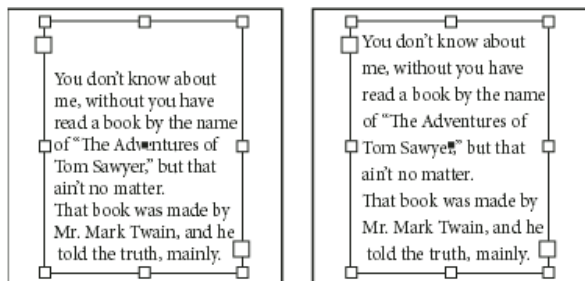 You don't know about
me, without you have
read a book by the name
of “The Adventures of
Tom Sawyer,” but that
ain't no matter.
That book was made by
Mr. Mark Twain, and he
told the truth, mainly.
You don't know about
me, without you have
read a book by the name
of “The Adventures of
Tom Sawyer,” but that
ain't no matter.
That book was made by
Mr. Mark Twain, and he
told the truth, mainly.